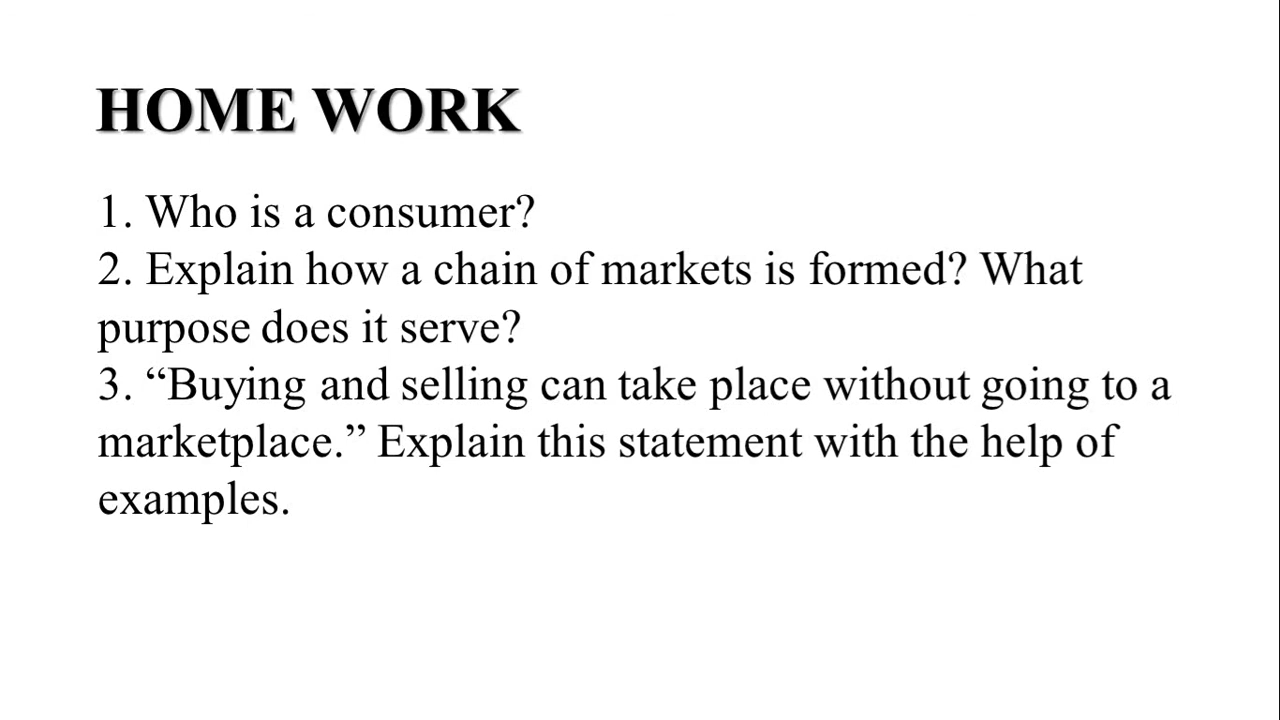 HOME WORK
1. Who is a consumer?
2. Explain how a chain of markets is formed? What
purpose does it serve?
3. “Buying and selling can take place without going to a
marketplace.” Explain this statement with the help of
examples.